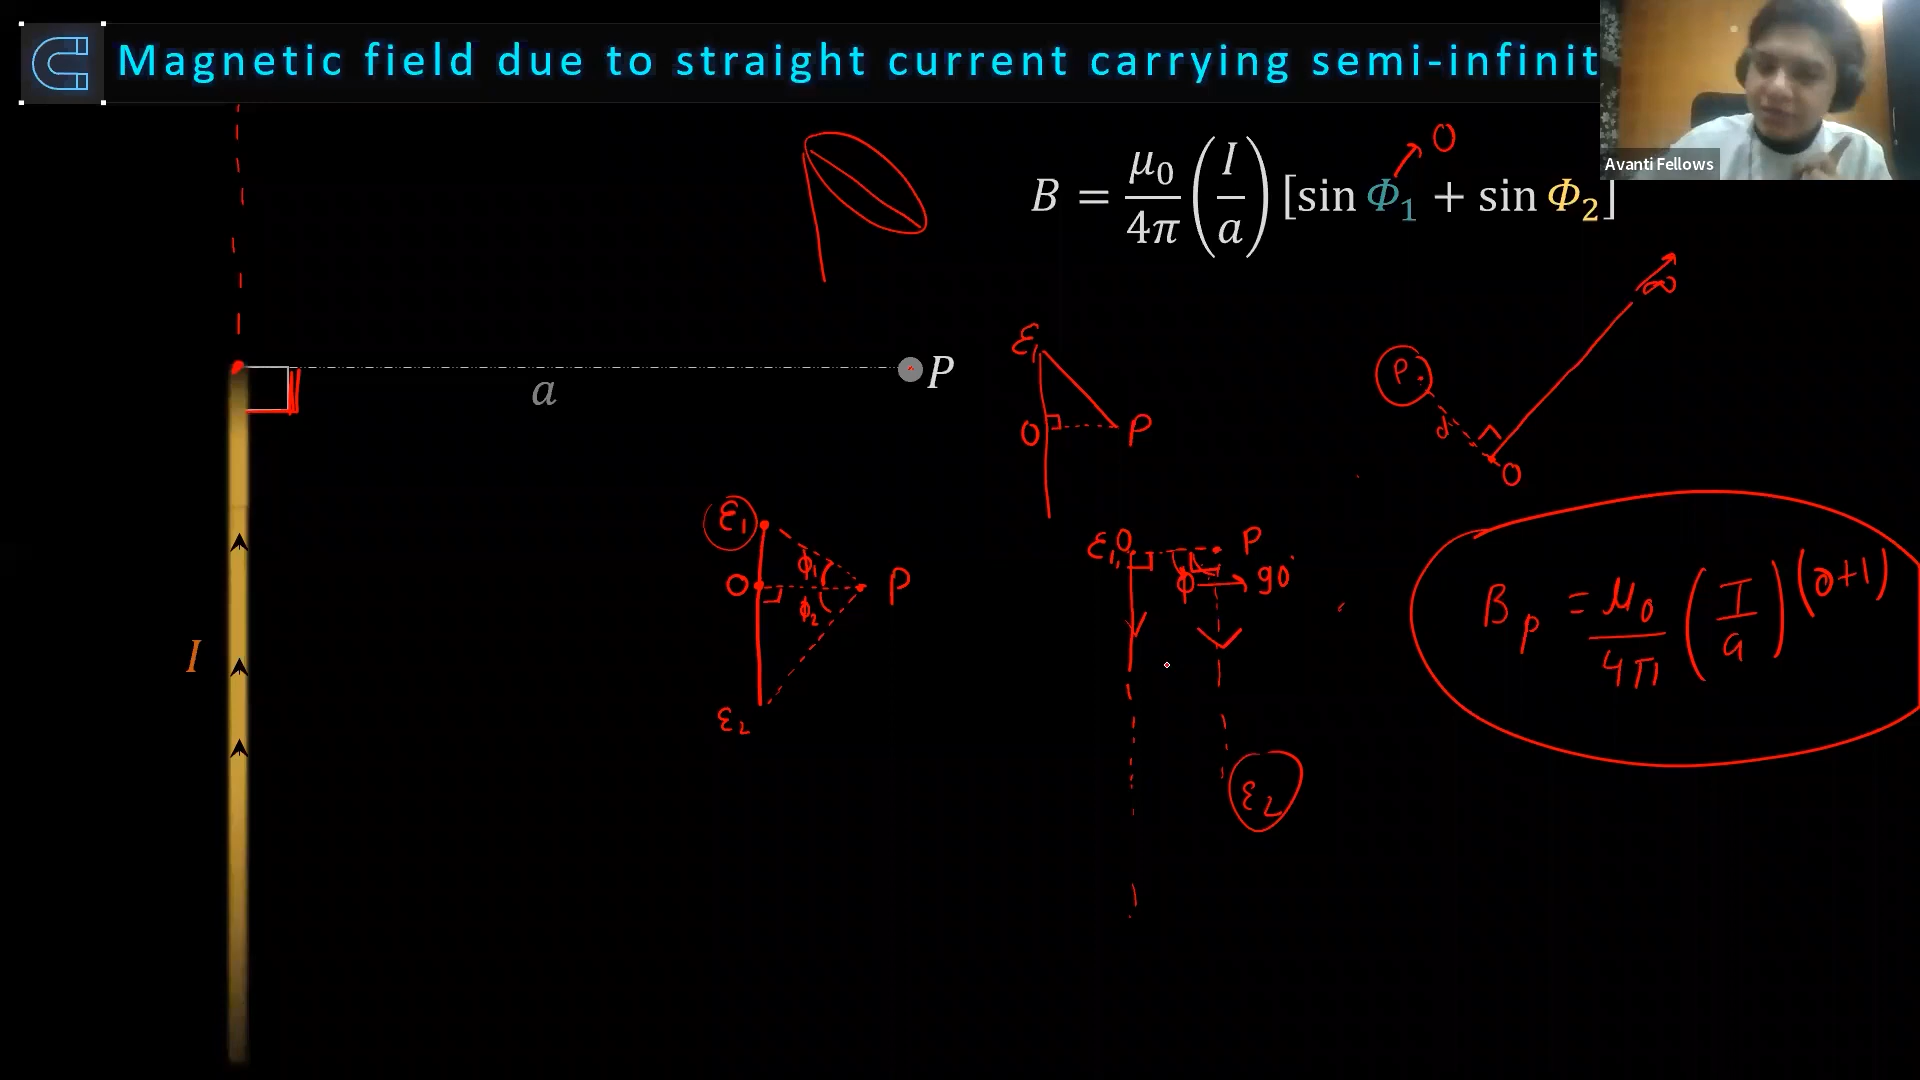 Magnetic field due to straight current carrying semi-infinit
Avanti Fellows
B = μ₀/4π (I/a) [sin Φ₁ + sin Φ₂]
0
∞
P
a
I
ε₁
O
P
P
d
O
ε₁
O
P
ϕ₁
ϕ₂
ε₂
ε₁, O
P
ϕ → 90°
ε₂
B_P = μ₀/4π (I/a) (0+1)